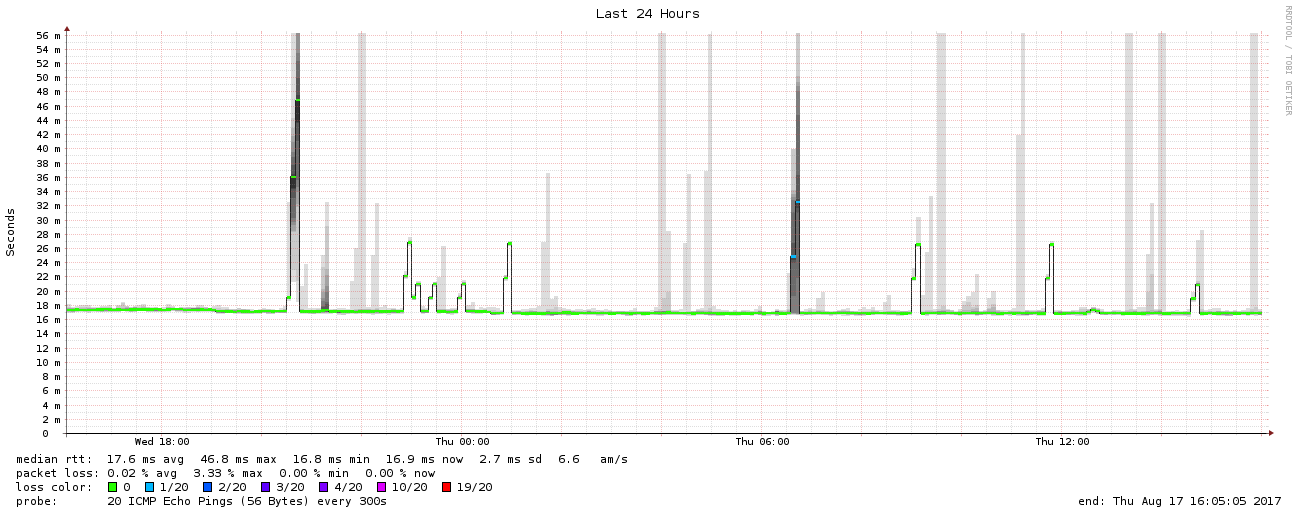 Last 24 Hours
RRDTOOL / TOBI OETIKER
Seconds
56 m
54 m
52 m
50 m
48 m
46 m
44 m
42 m
40 m
38 m
36 m
34 m
32 m
30 m
28 m
26 m
24 m
22 m
20 m
18 m
16 m
14 m
12 m
10 m
8 m
6 m
4 m
2 m
0
Wed 18:00 Thu 00:00 Thu 06:00 Thu 12:00
median rtt: 17.6 ms avg 46.8 ms max 16.8 ms min 16.9 ms now 2.7 ms sd 6.6 am/s
packet loss: 0.02 % avg 3.33 % max 0.00 % min 0.00 % now
loss color: 0 1/20 2/20 3/20 4/20 10/20 19/20
probe: 20 ICMP Echo Pings (56 Bytes) every 300s end: Thu Aug 17 16:05:05 2017